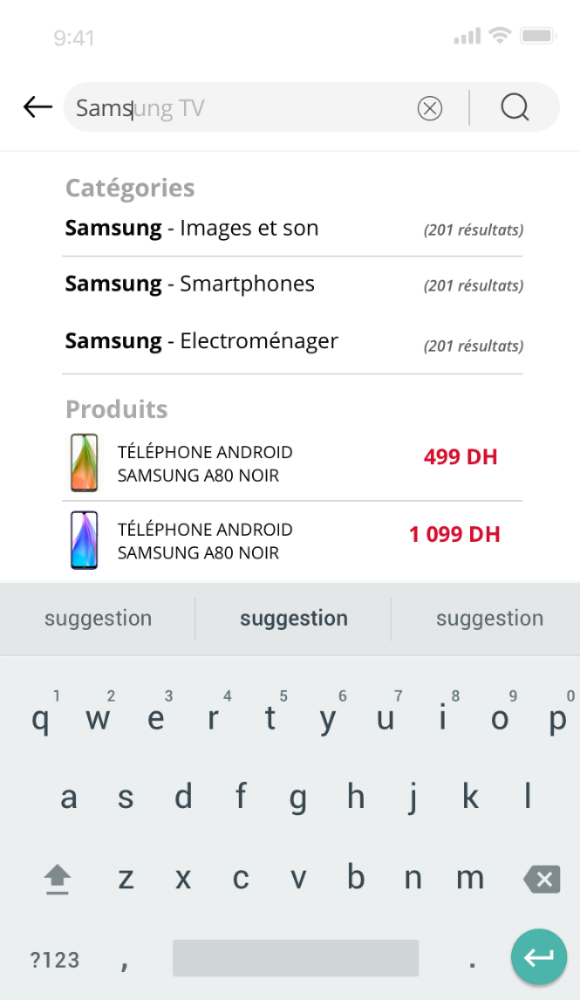 9:41
Samsung TV
Catégories
Samsung - Images et son (201 résultats)
Samsung - Smartphones (201 résultats)
Samsung - Electroménager (201 résultats)
Produits
TÉLÉPHONE ANDROID
SAMSUNG A80 NOIR
499 DH
TÉLÉPHONE ANDROID
SAMSUNG A80 NOIR
1 099 DH
suggestion suggestion suggestion
1 2 3 4 5 6 7 8 9 0
q w e r t y u i o p
a s d f g h j k l
z x c v b n m
?123 , .